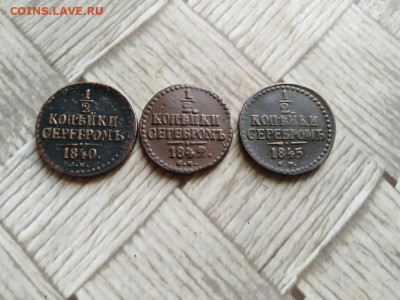 COINS.LAVE.RU
1/2
КОПѢЙКИ
СЕРЕБРОМЪ
1840.
1/2
КОПѢЙКИ
СЕРЕБРОМЪ
1842.
1/2
КОПѢЙКИ
СЕРЕБРОМЪ
1845.